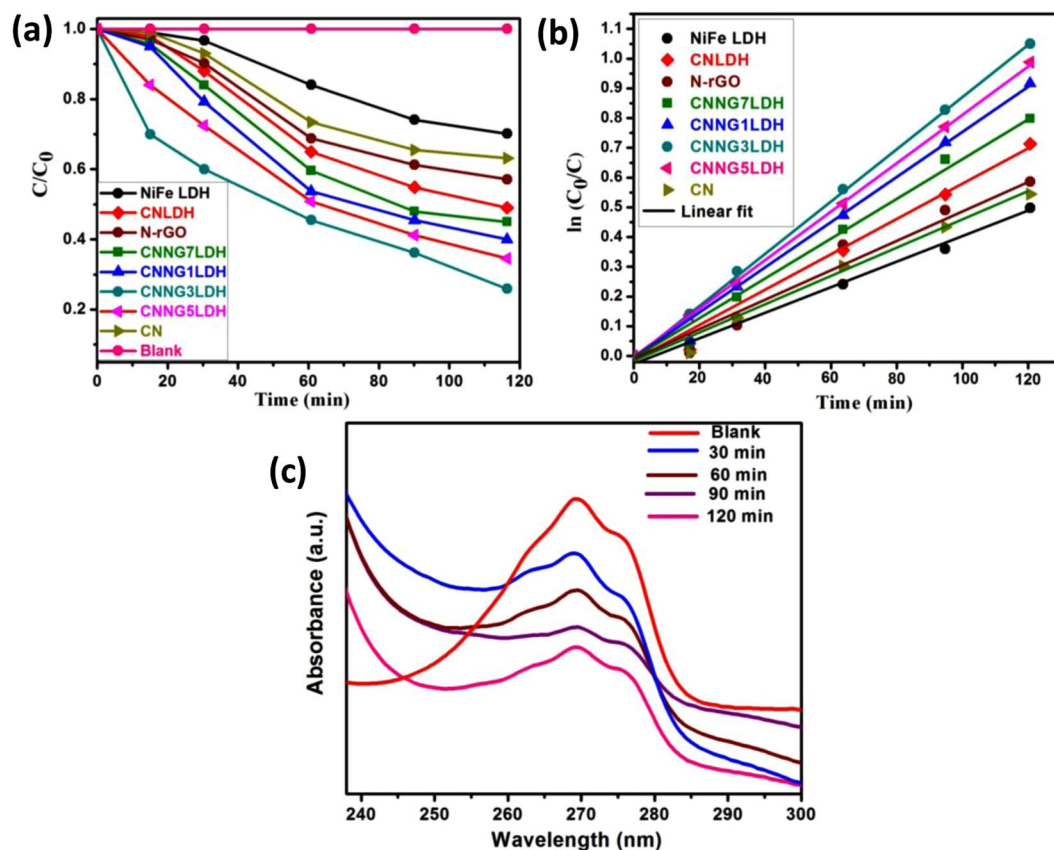 (a)
C/C0
1.0
0.8
0.6
0.4
0.2
NiFe LDH
CNLDH
N-rGO
CNNG7LDH
CNNG1LDH
CNNG3LDH
CNNG5LDH
CN
Blank
0 20 40 60 80 100 120
Time (min)
(b)
ln (C0/C)
1.1
1.0
0.9
0.8
0.7
0.6
0.5
0.4
0.3
0.2
0.1
0.0
NiFe LDH
CNLDH
N-rGO
CNNG7LDH
CNNG1LDH
CNNG3LDH
CNNG5LDH
CN
Linear fit
0 20 40 60 80 100 120
Time (min)
(c)
Absorbance (a.u.)
Blank
30 min
60 min
90 min
120 min
240 250 260 270 280 290 300
Wavelength (nm)